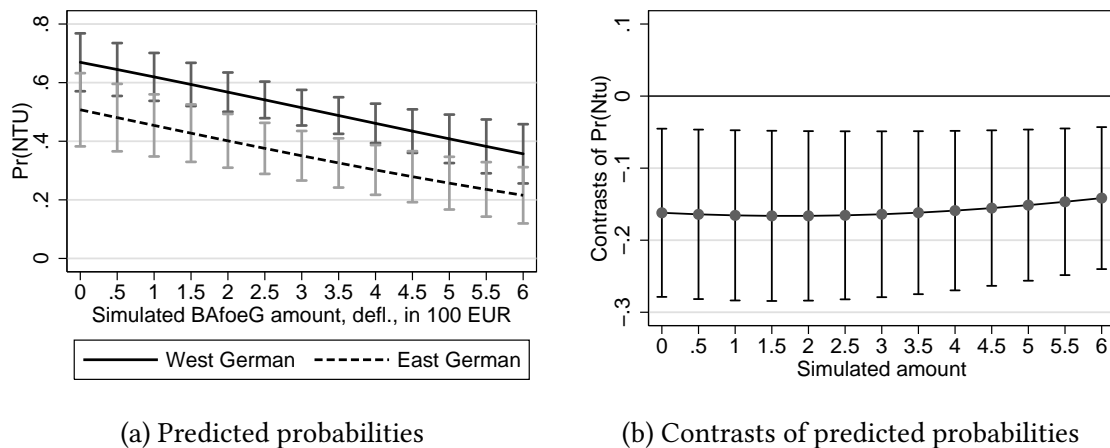 .8
.6
.4
.2
0
Pr(NTU)
0 .5 1 1.5 2 2.5 3 3.5 4 4.5 5 5.5 6
Simulated BAfoeG amount, defl., in 100 EUR
West German East German
(a) Predicted probabilities
.1
0
-.1
-.2
-.3
Contrasts of Pr(Ntu)
0 .5 1 1.5 2 2.5 3 3.5 4 4.5 5 5.5 6
Simulated amount
(b) Contrasts of predicted probabilities